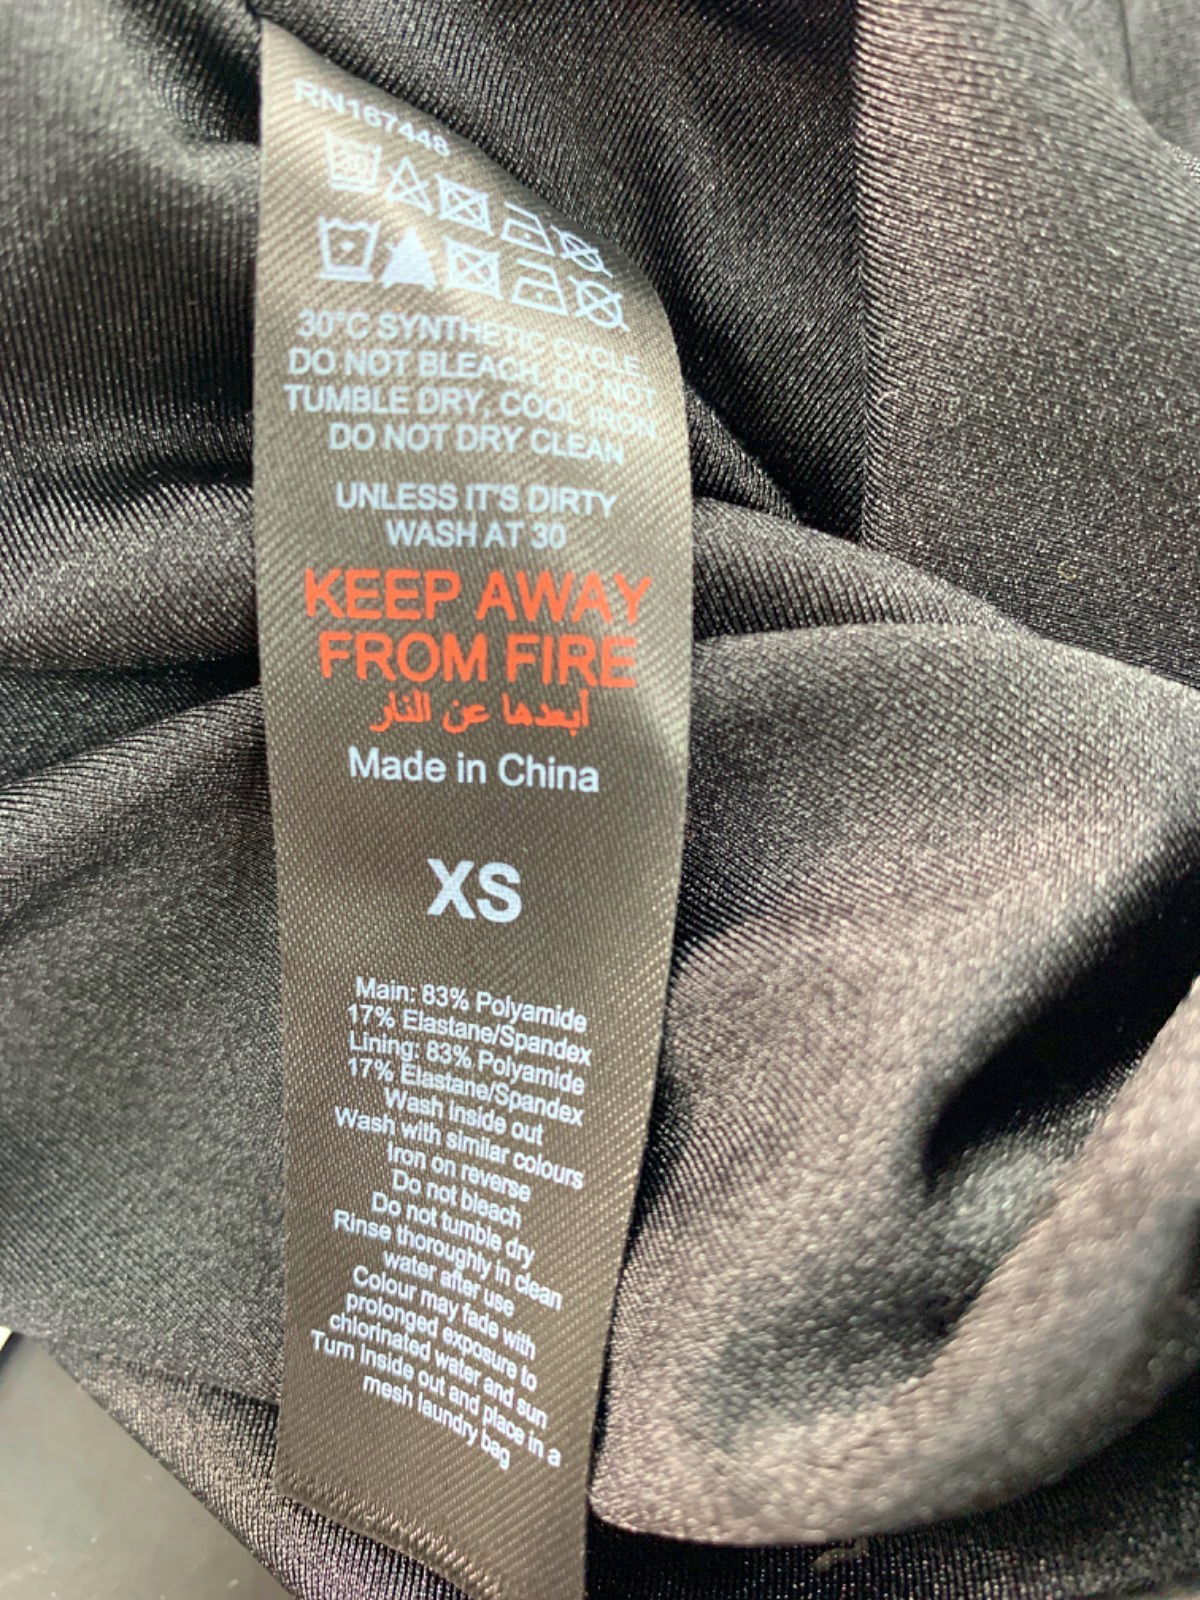 RN167448
30
30°C SYNTHETIC CYCLE
DO NOT BLEACH, DO NOT
TUMBLE DRY, COOL IRON
DO NOT DRY CLEAN
UNLESS IT'S DIRTY
WASH AT 30
KEEP AWAY
FROM FIRE
أبعدها عن النار
Made in China
XS
Main: 83% Polyamide
17% Elastane/Spandex
Lining: 83% Polyamide
17% Elastane/Spandex
Wash inside out
Wash with similar colours
Iron on reverse
Do not bleach
Do not tumble dry
Rinse thoroughly in clean
water after use
Colour may fade with
prolonged exposure to
chlorinated water and sun
Turn inside out and place in a
mesh laundry bag